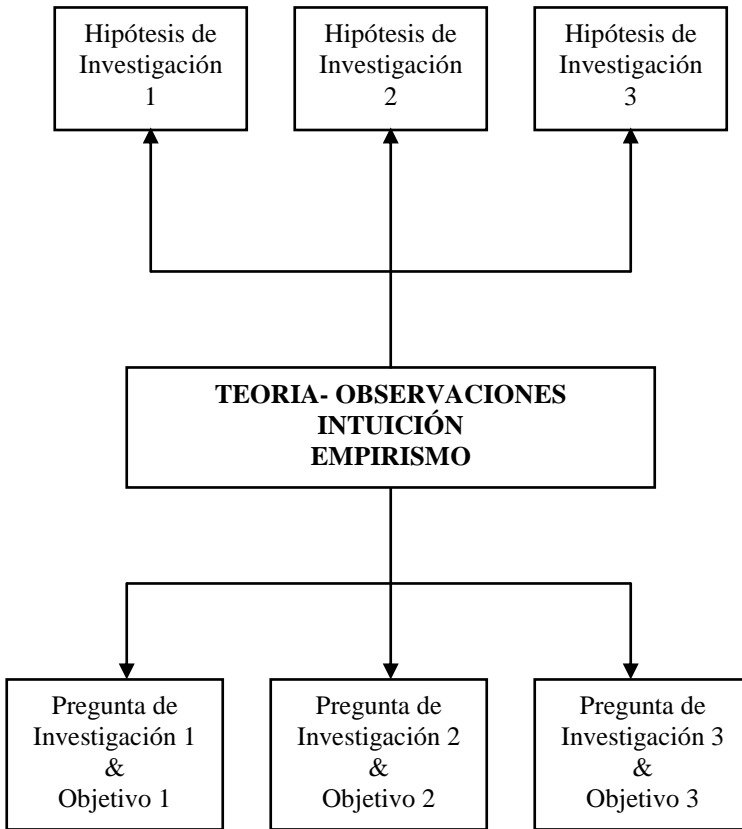 Hipótesis de
Investigación
1
Hipótesis de
Investigación
2
Hipótesis de
Investigación
3
TEORIA- OBSERVACIONES
INTUICIÓN
EMPIRISMO
Pregunta de
Investigación 1
&
Objetivo 1
Pregunta de
Investigación 2
&
Objetivo 2
Pregunta de
Investigación 3
&
Objetivo 3